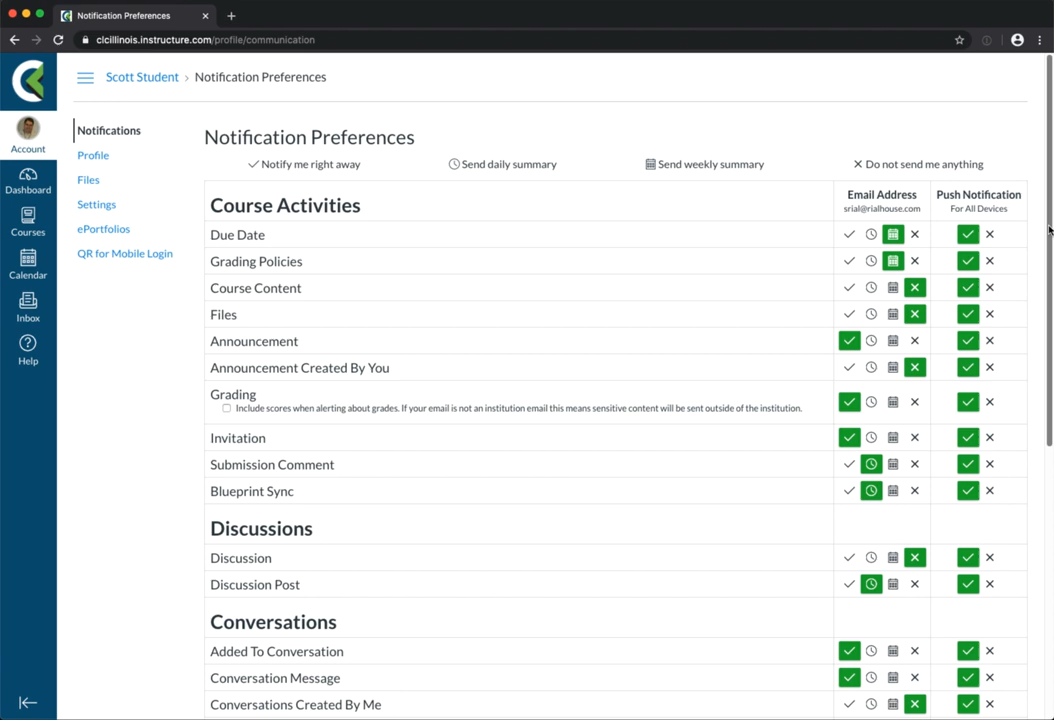 Notification Preferences
clcillinois.instructure.com/profile/communication
Scott Student › Notification Preferences
Account
Dashboard
Courses
Calendar
Inbox
Help
Notifications
Profile
Files
Settings
ePortfolios
QR for Mobile Login
Notification Preferences
Notify me right away Send daily summary Send weekly summary Do not send me anything
Course Activities
Email Address
srial@rialhouse.com
Push Notification
For All Devices
Due Date
Grading Policies
Course Content
Files
Announcement
Announcement Created By You
Grading
Include scores when alerting about grades. If your email is not an institution email this means sensitive content will be sent outside of the institution.
Invitation
Submission Comment
Blueprint Sync
Discussions
Discussion
Discussion Post
Conversations
Added To Conversation
Conversation Message
Conversations Created By Me